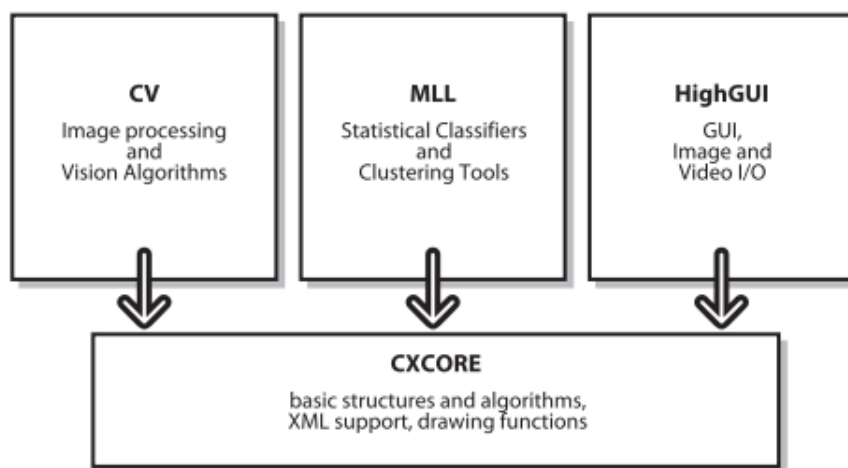 CV
Image processing
and
Vision Algorithms
MLL
Statistical Classifiers
and
Clustering Tools
HighGUI
GUI,
Image and
Video I/O
CXCORE
basic structures and algorithms,
XML support, drawing functions